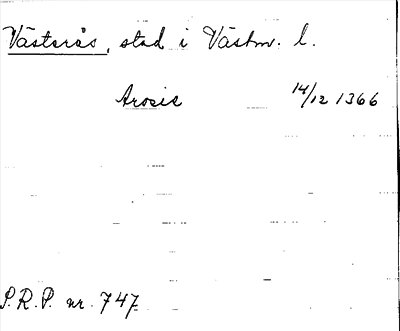 Västerås, stad i Västm. l.
Arosie 14/12 1366
P.R.P. nr. 747